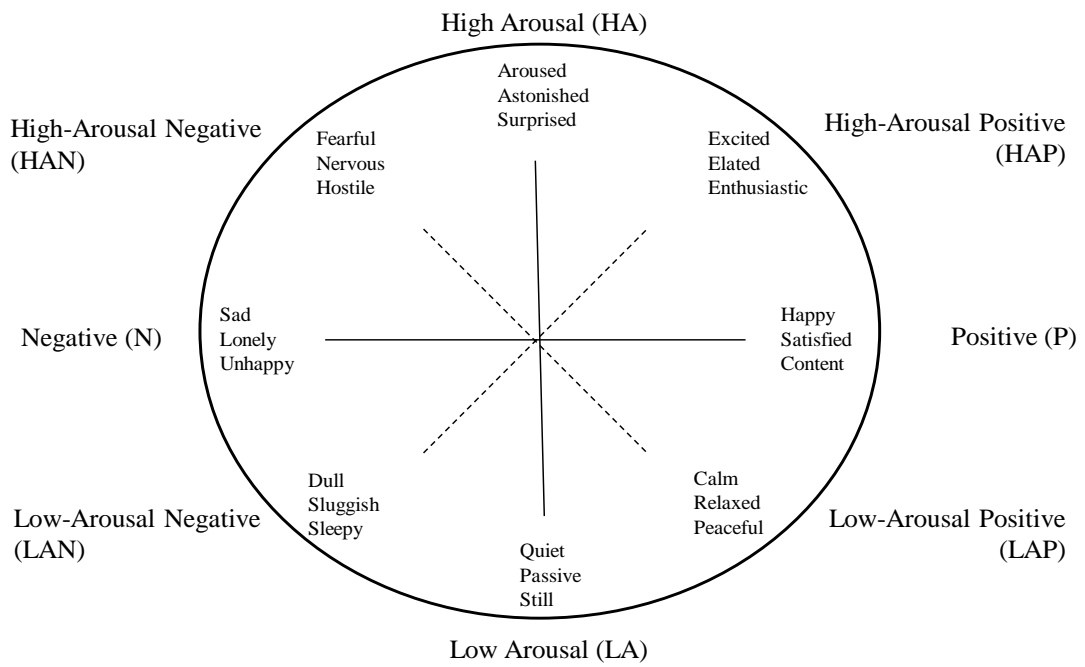 High Arousal (HA)
Aroused
Astonished
Surprised
High-Arousal Negative
(HAN)
Fearful
Nervous
Hostile
Excited
Elated
Enthusiastic
High-Arousal Positive
(HAP)
Negative (N)
Sad
Lonely
Unhappy
Happy
Satisfied
Content
Positive (P)
Low-Arousal Negative
(LAN)
Dull
Sluggish
Sleepy
Calm
Relaxed
Peaceful
Low-Arousal Positive
(LAP)
Quiet
Passive
Still
Low Arousal (LA)